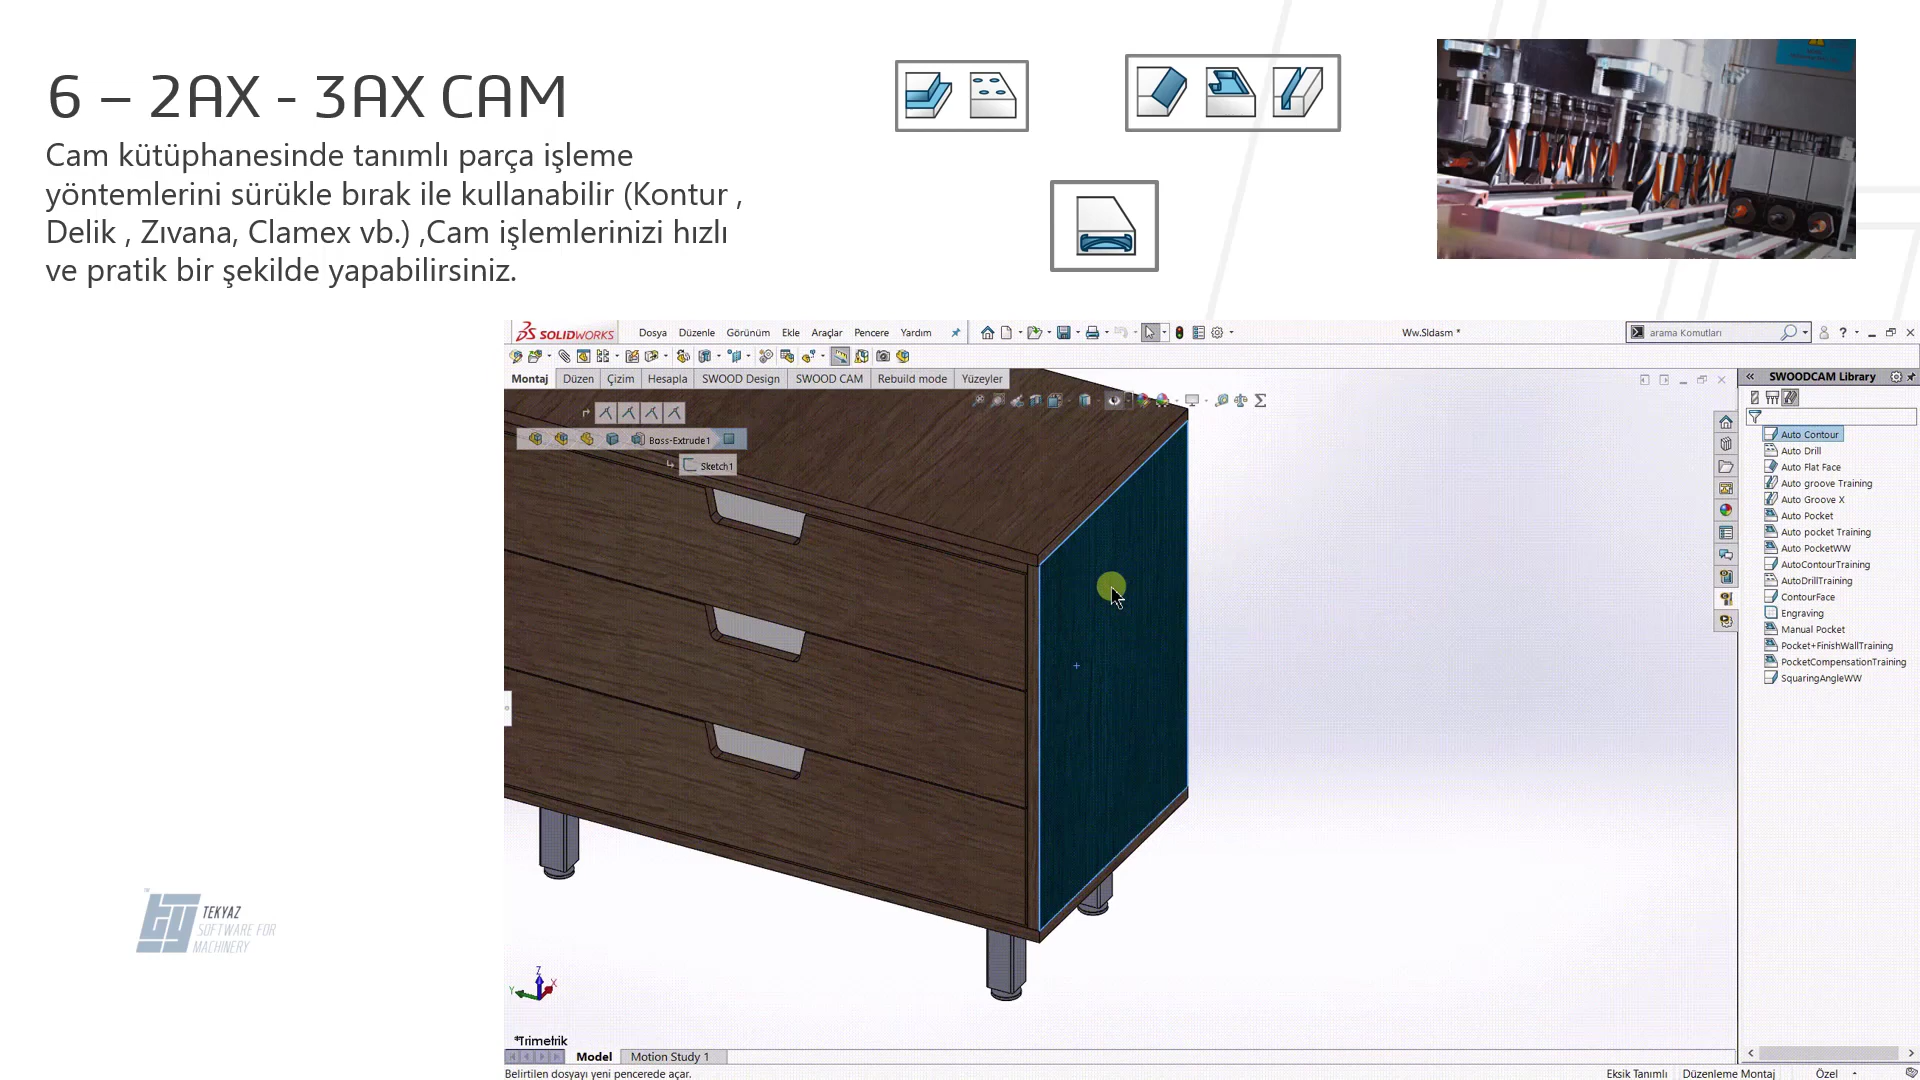 6 – 2AX - 3AX CAM
Cam kütüphanesinde tanımlı parça işleme
yöntemlerini sürükle bırak ile kullanabilir (Kontur ,
Delik , Zıvana, Clamex vb.) ,Cam işlemlerinizi hızlı
ve pratik bir şekilde yapabilirsiniz.
SOLIDWORKS
Dosya Düzenle Görünüm Ekle Araçlar Pencere Yardım
Ww.Sldasm *
arama Komutları
Montaj Düzen Çizim Hesapla SWOOD Design SWOOD CAM Rebuild mode Yüzeyler
SWOODCAM Library
Boss-Extrude1
Sketch1
Auto Contour
Auto Drill
Auto Flat Face
Auto groove Training
Auto Groove X
Auto Pocket
Auto pocket Training
Auto PocketWW
AutoContourTraining
AutoDrillTraining
ContourFace
Engraving
Manual Pocket
Pocket+FinishWallTraining
PocketCompensationTraining
SquaringAngleWW
TEKYAZ
SOFTWARE FOR
MACHINERY
Z
Y X
*Trimetrik
Model Motion Study 1
Belirtilen dosyayı yeni pencerede açar.
Eksik Tanımlı Düzenleme Montaj Özel